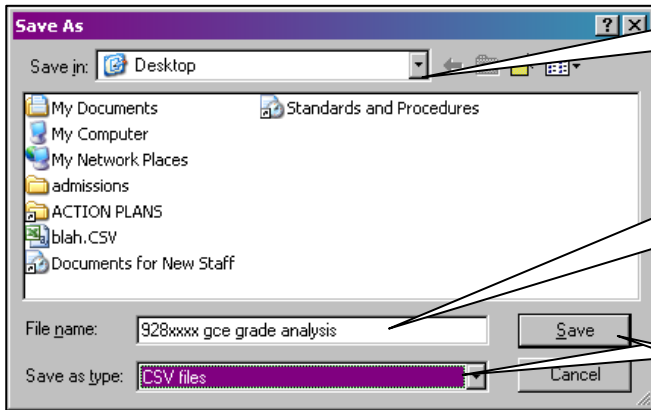 Save As
Save in: Desktop
My Documents
Standards and Procedures
My Computer
My Network Places
admissions
ACTION PLANS
blah.CSV
Documents for New Staff
File name: 928xxxx gce grade analysis
Save
Save as type: CSV files
Cancel